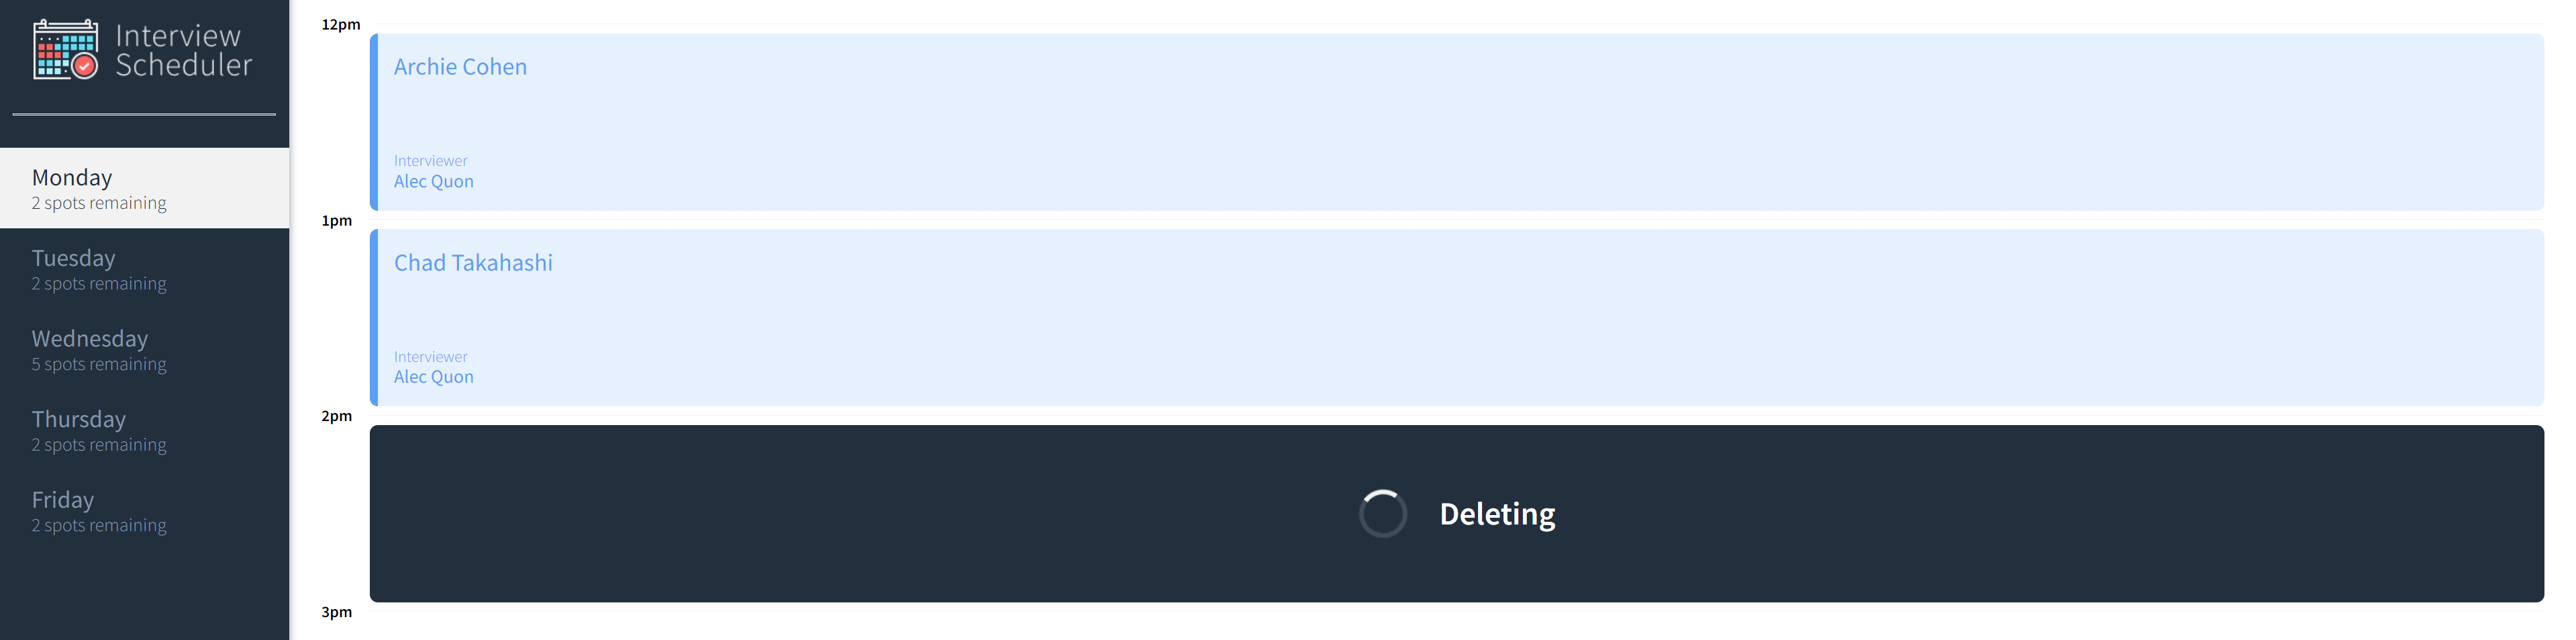 Interview
Scheduler
Monday
2 spots remaining
Tuesday
2 spots remaining
Wednesday
5 spots remaining
Thursday
2 spots remaining
Friday
2 spots remaining
12pm
Archie Cohen
Interviewer
Alec Quon
1pm
Chad Takahashi
Interviewer
Alec Quon
2pm
Deleting
3pm